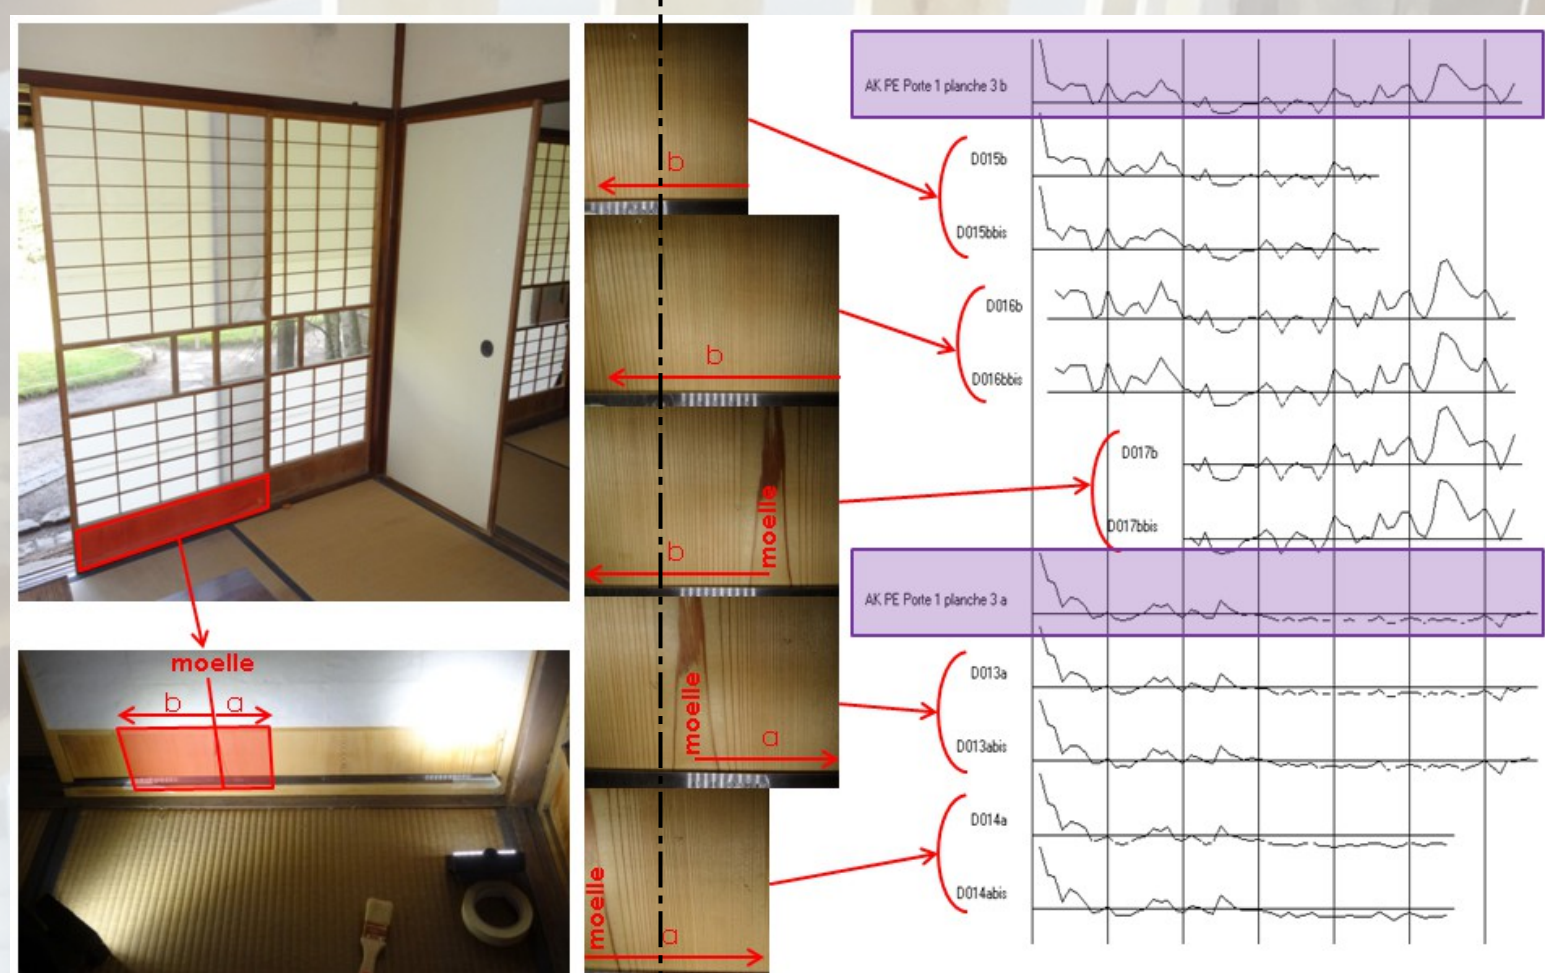 moelle
b
a
b
b
b
moelle
moelle
a
moelle
a
AK PE Porte 1 planche 3 b
D015b
D015bbis
D016b
D016bbis
D017b
D017bbis
AK PE Porte 1 planche 3 a
D013a
D013abis
D014a
D014abis